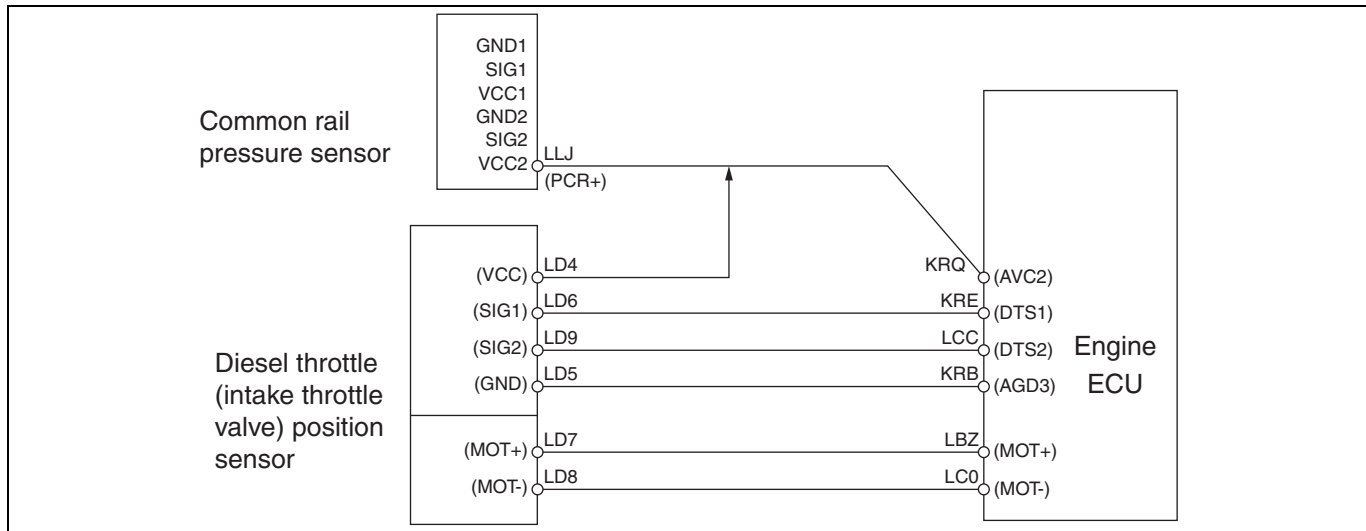 GND1
SIG1
VCC1
GND2
SIG2
VCC2
LLJ
(PCR+)
Common rail
pressure sensor
(VCC) LD4
KRQ (AVC2)
(SIG1) LD6
KRE (DTS1)
(SIG2) LD9
LCC (DTS2)
(GND) LD5
KRB (AGD3)
Diesel throttle
(intake throttle
valve) position
sensor
(MOT+) LD7
LBZ (MOT+)
(MOT-) LD8
LC0 (MOT-)
Engine
ECU